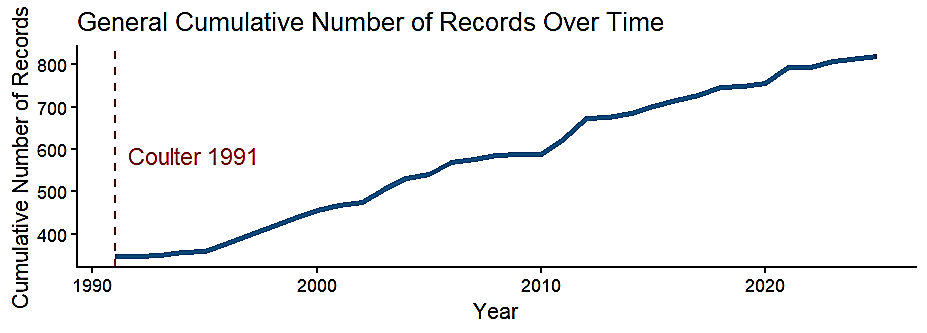 General Cumulative Number of Records Over Time
Cumulative Number of Records
800
700
600
500
400
Coulter 1991
1990
2000
2010
2020
Year